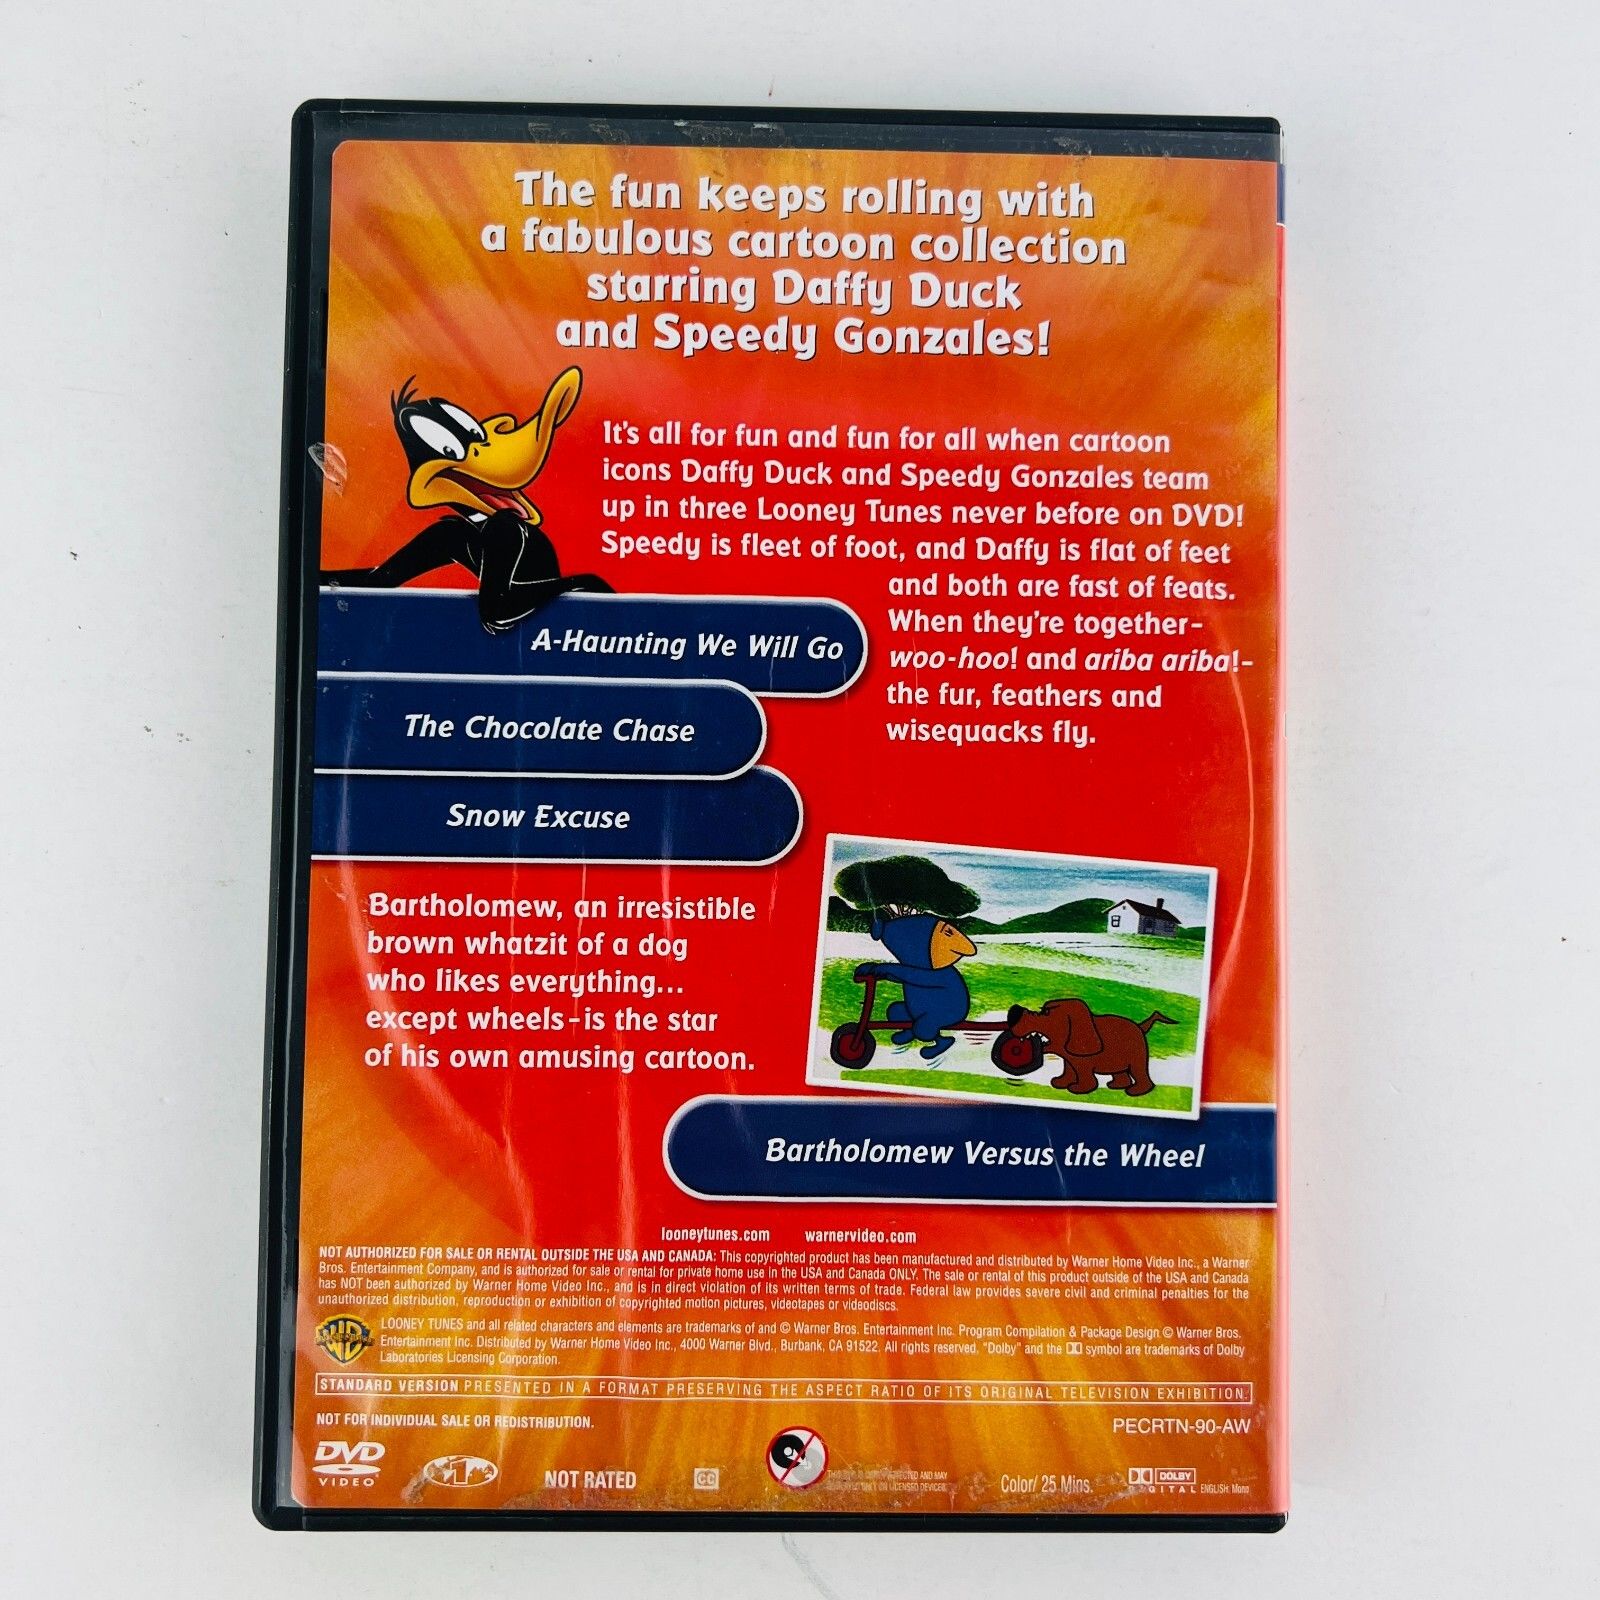 The fun keeps rolling with
a fabulous cartoon collection
starring Daffy Duck
and Speedy Gonzales!
It's all for fun and fun for all when cartoon
icons Daffy Duck and Speedy Gonzales team
up in three Looney Tunes never before on DVD!
Speedy is fleet of foot, and Daffy is flat of feet
and both are fast of feats.
When they're together-
woo-hoo! and ariba ariba!-
the fur, feathers and
wisequacks fly.
A-Haunting We Will Go
The Chocolate Chase
Snow Excuse
Bartholomew, an irresistible
brown whatzit of a dog
who likes everything...
except wheels-is the star
of his own amusing cartoon.
Bartholomew Versus the Wheel
looneytunes.com warnervideo.com
NOT AUTHORIZED FOR SALE OR RENTAL OUTSIDE THE USA AND CANADA: This copyrighted product has been manufactured and distributed by Warner Home Video Inc., a Warner
Bros. Entertainment Company, and is authorized for sale or rental for private home use in the USA and Canada ONLY. The sale or rental of this product outside of the USA and Canada
has NOT been authorized by Warner Home Video Inc., and is in direct violation of its written terms of trade. Federal law provides severe civil and criminal penalties for the
unauthorized distribution, reproduction or exhibition of copyrighted motion pictures, videotapes or videodiscs.
WB
LOONEY TUNES and all related characters and elements are trademarks of and © Warner Bros. Entertainment Inc. Program Compilation & Package Design © Warner Bros.
Entertainment Inc. Distributed by Warner Home Video Inc., 4000 Warner Blvd., Burbank, CA 91522. All rights reserved. "Dolby" and the DD symbol are trademarks of Dolby
Laboratories Licensing Corporation.
STANDARD VERSION PRESENTED IN A FORMAT PRESERVING THE ASPECT RATIO OF ITS ORIGINAL TELEVISION EXHIBITION.
NOT FOR INDIVIDUAL SALE OR REDISTRIBUTION.
PECRTN-90-AW
DVD
VIDEO
1
NOT RATED
CC
AND MAY
ONLY ON LICENSED DEVICES.
Color/ 25 Mins.
DOLBY
DIGITAL
ENGLISH: Mono